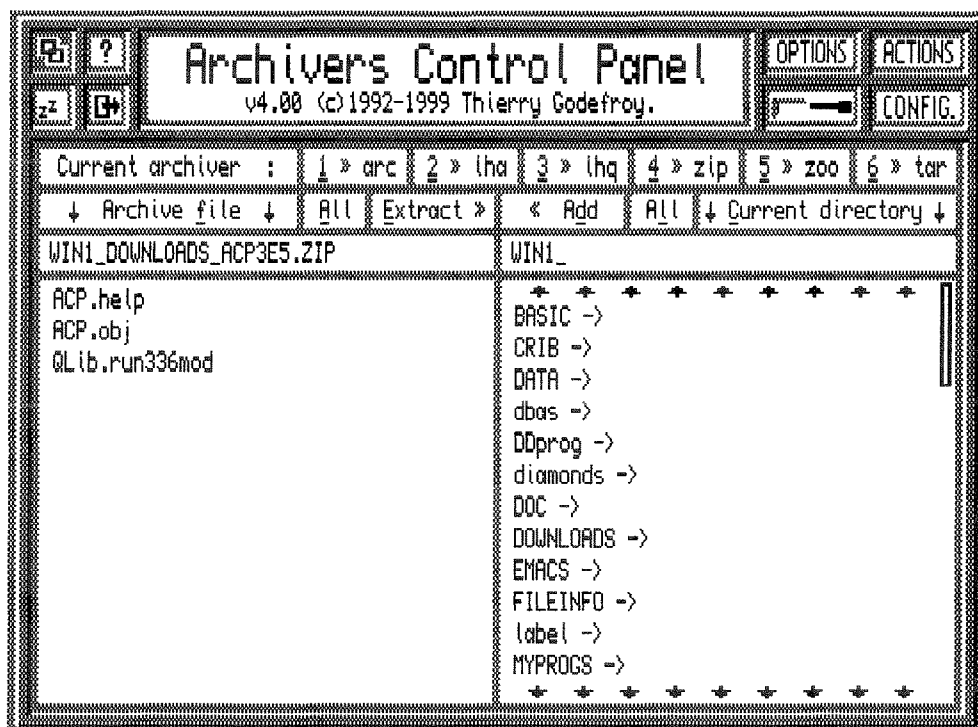 ?
Archivers Control Panel
OPTIONS
ACTIONS
zZ
v4.00 (c)1992-1999 Thierry Godefroy.
CONFIG.
Current archiver : 1 » arc 2 » lha 3 » lhq 4 » zip 5 » zoo 6 » tar
↓ Archive file ↓ All Extract » « Add All ↓ Current directory ↓
WIN1_DOWNLOADS_ACP3E5.ZIP
WIN1_
ACP.help
ACP.obj
QLib.run336mod
BASIC ->
CRIB ->
DATA ->
dbas ->
DDprog ->
diamonds ->
DOC ->
DOWNLOADS ->
EMACS ->
FILEINFO ->
label ->
MYPROGS ->